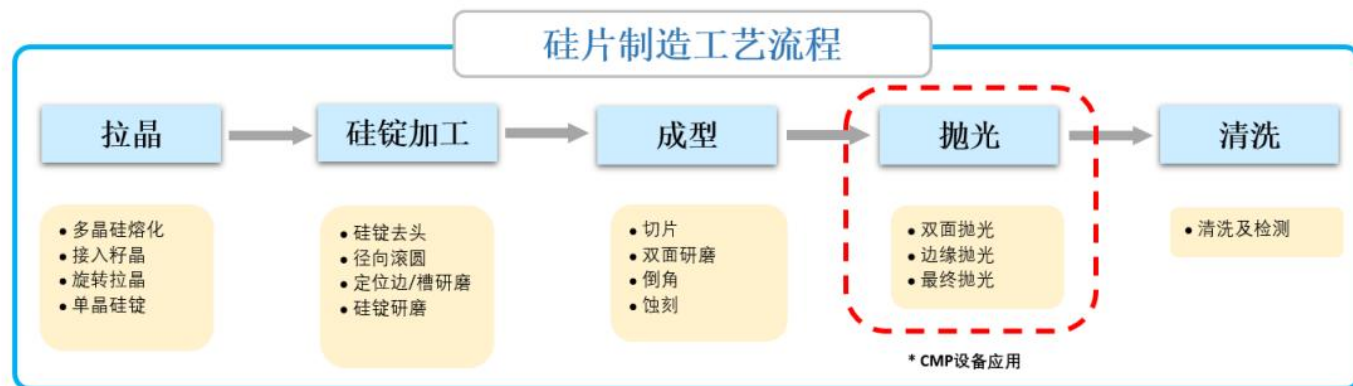 硅片制造工艺流程
拉晶
硅锭加工
成型
抛光
清洗
• 多晶硅熔化
• 接入籽晶
• 旋转拉晶
• 单晶硅锭
• 硅锭去头
• 径向滚圆
• 定位边/槽研磨
• 硅锭研磨
• 切片
• 双面研磨
• 倒角
• 蚀刻
• 双面抛光
• 边缘抛光
• 最终抛光
• 清洗及检测
* CMP设备应用